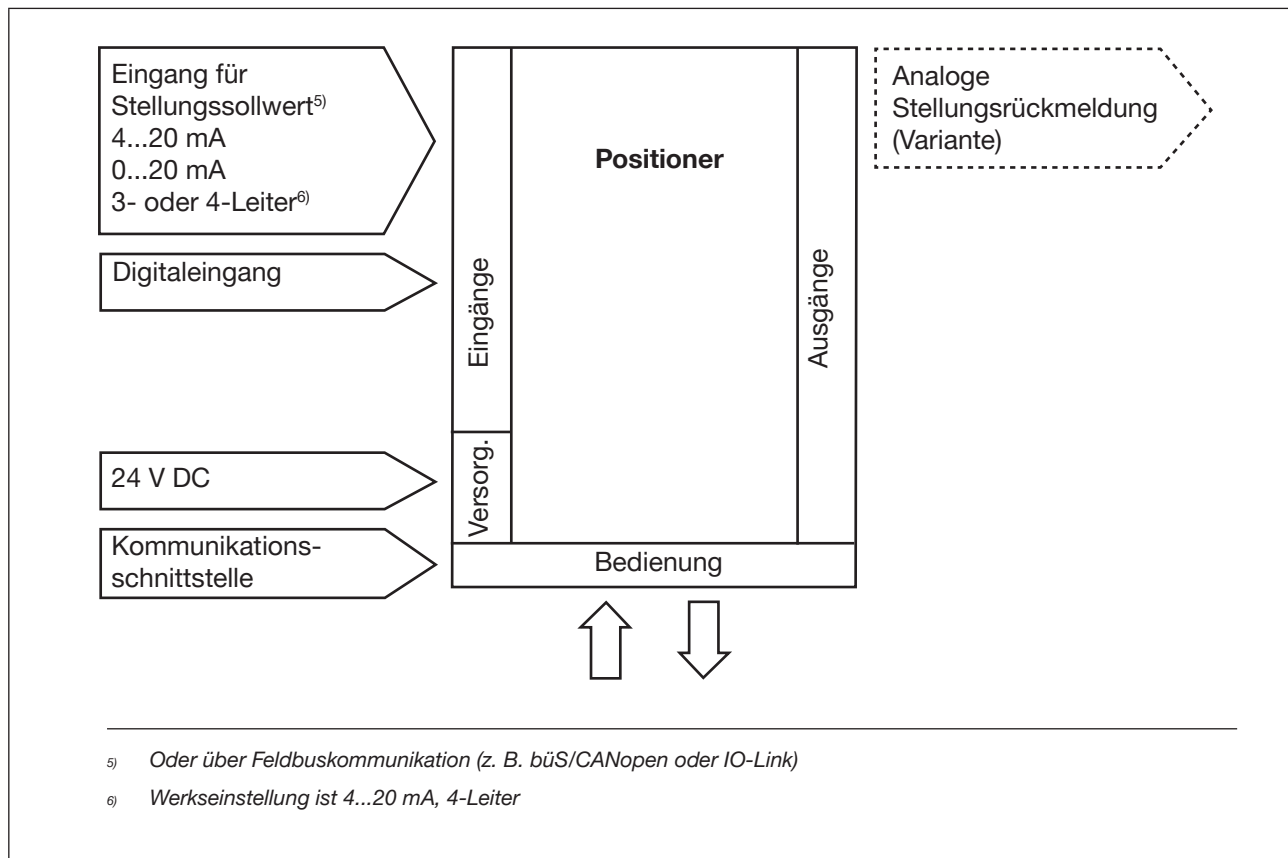 Eingang für
Stellungssollwert5)
4...20 mA
0...20 mA
3- oder 4-Leiter6)
Digitaleingang
24 V DC
Kommunikations-
schnittstelle
Eingänge
Versorg.
Positioner
Ausgänge
Bedienung
Analoge
Stellungsrückmeldung
(Variante)
5) Oder über Feldbuskommunikation (z. B. büS/CANopen oder IO-Link)
6) Werkseinstellung ist 4...20 mA, 4-Leiter